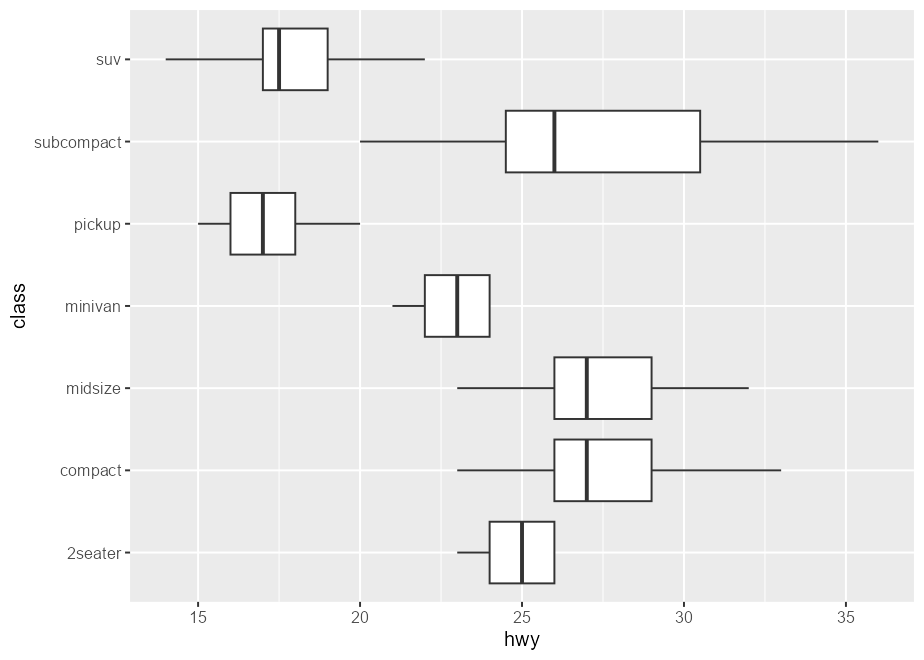 suv
subcompact
pickup
minivan
midsize
compact
2seater
class
15 20 25 30 35
hwy